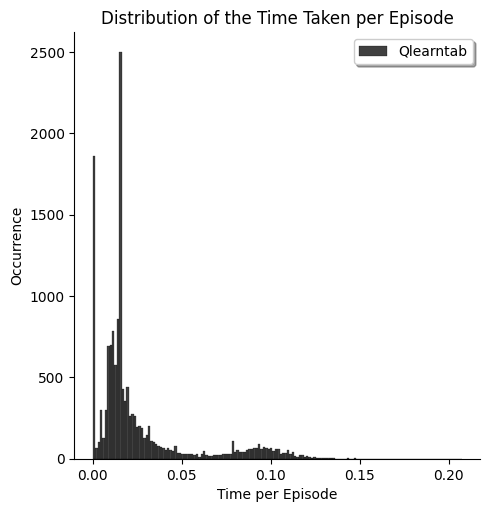 Distribution of the Time Taken per Episode
Qlearntab
2500
2000
1500
1000
500
0
Occurrence
0.00 0.05 0.10 0.15 0.20
Time per Episode